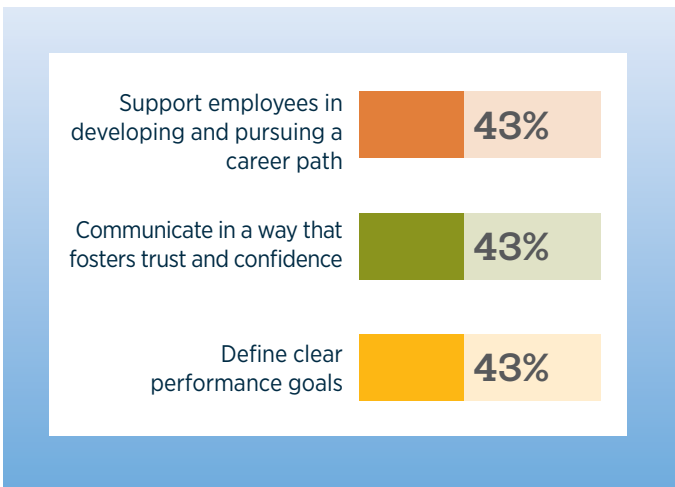 Support employees in
developing and pursuing a
career path
43%
Communicate in a way that
fosters trust and confidence
43%
Define clear
performance goals
43%